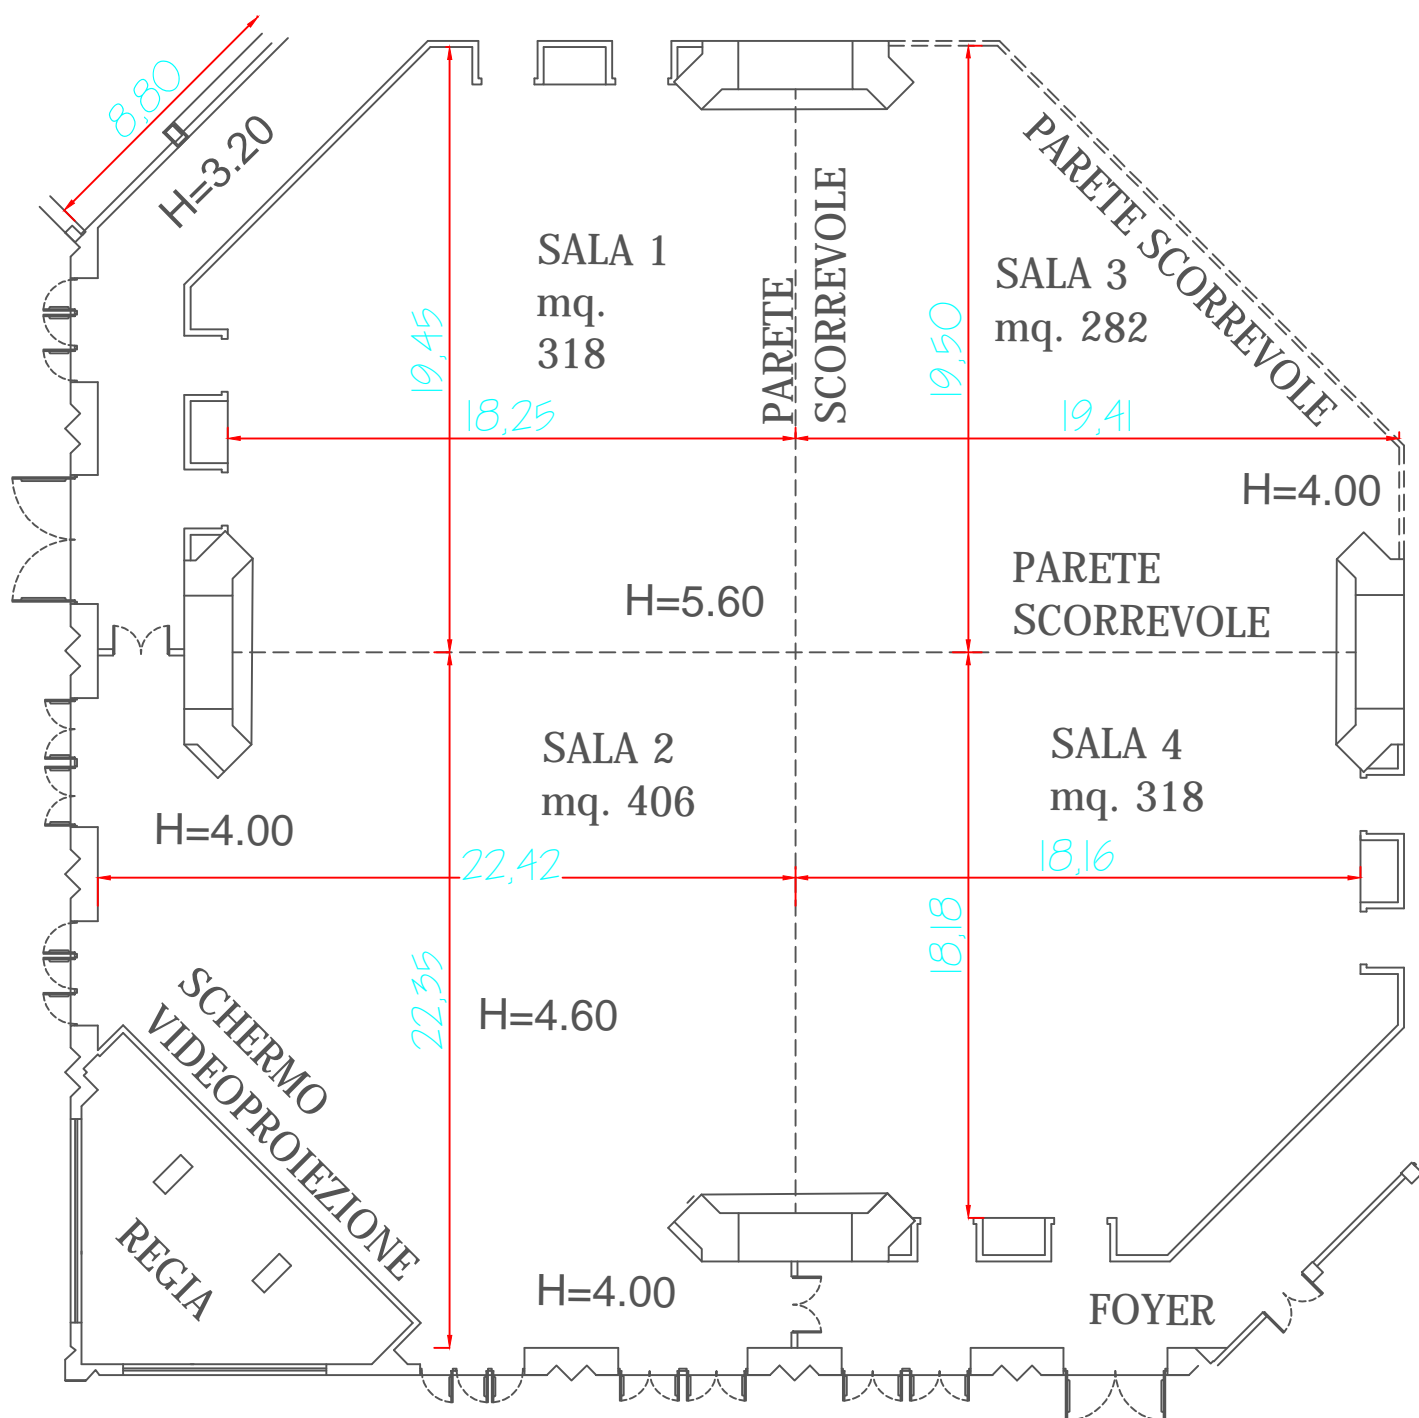 8,80
H=3.20
SALA 1
mq.
318
PARETE
SCORREVOLE
SALA 3
mq. 282
PARETE SCORREVOLE
19,45
19,50
18,25
19,41
H=4.00
H=5.60
PARETE
SCORREVOLE
SALA 2
mq. 406
SALA 4
mq. 318
H=4.00
22,42
18,16
18,18
22,35
SCHERMO
VIDEOPROIEZIONE
H=4.60
REGIA
H=4.00
FOYER